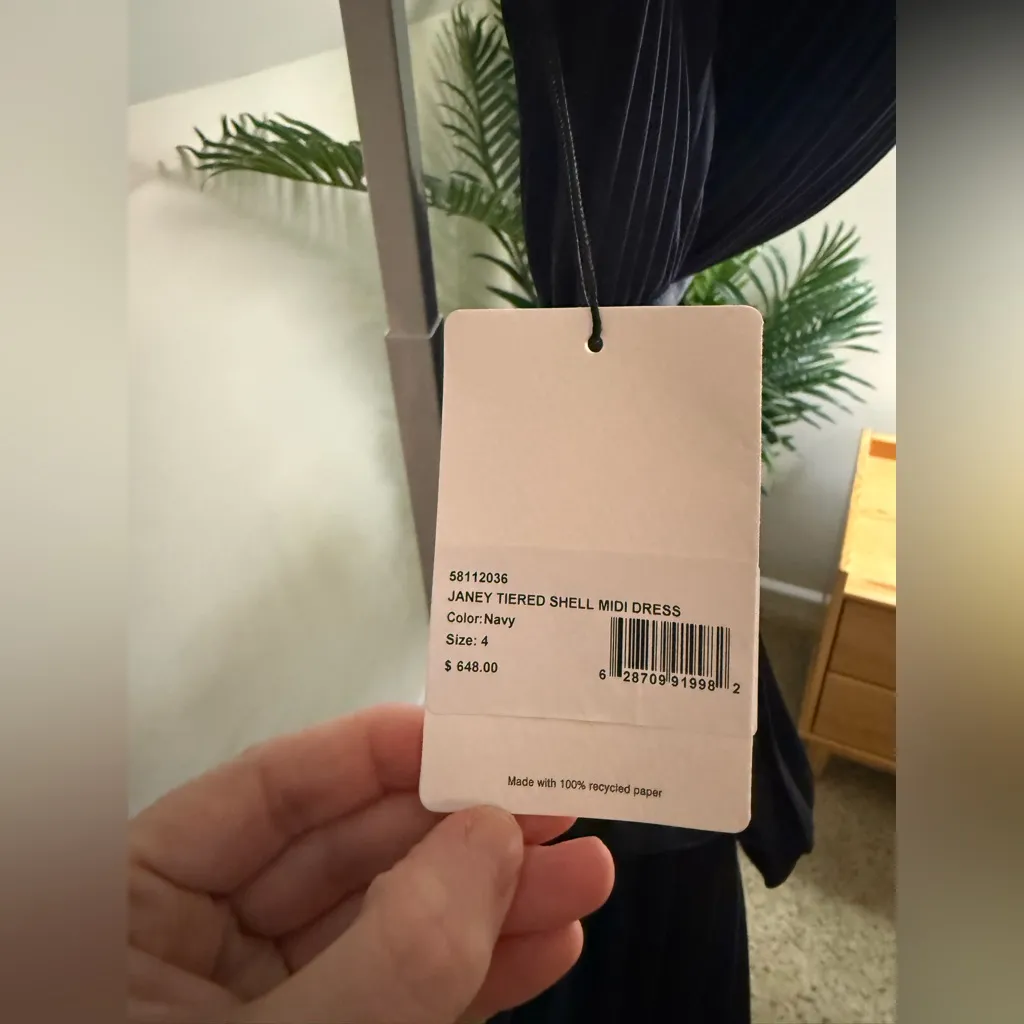 58112036
JANEY TIERED SHELL MIDI DRESS
Color:Navy
Size: 4
$ 648.00
6 28709 91998 2
Made with 100% recycled paper